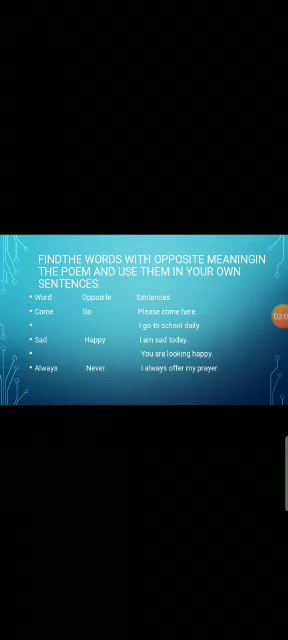 FINDTHE WORDS WITH OPPOSITE MEANINGIN
THE POEM AND USE THEM IN YOUR OWN
SENTENCES
• Word Opposite Sentences
• Come Go Please come here.
• I go to school daily.
• Sad Happy I am sad today.
• You are looking happy.
• Always Never I always offer my prayer.